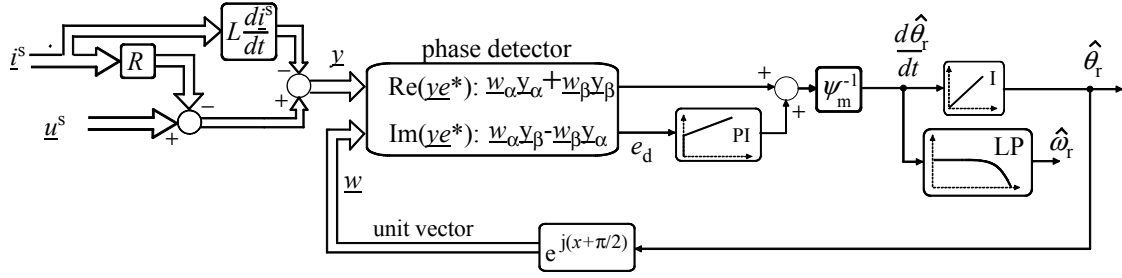 i^s
L di^s/dt
R
u^s
−
+
−
+
y
phase detector
Re(ye*): w_α y_α + w_β y_β
Im(ye*): w_α y_β - w_β y_α
w
e_d
PI
+
+
ψ_m^-1
dθ̂_r/dt
I
θ̂_r
LP
ω̂_r
unit vector
e^j(x+π/2)